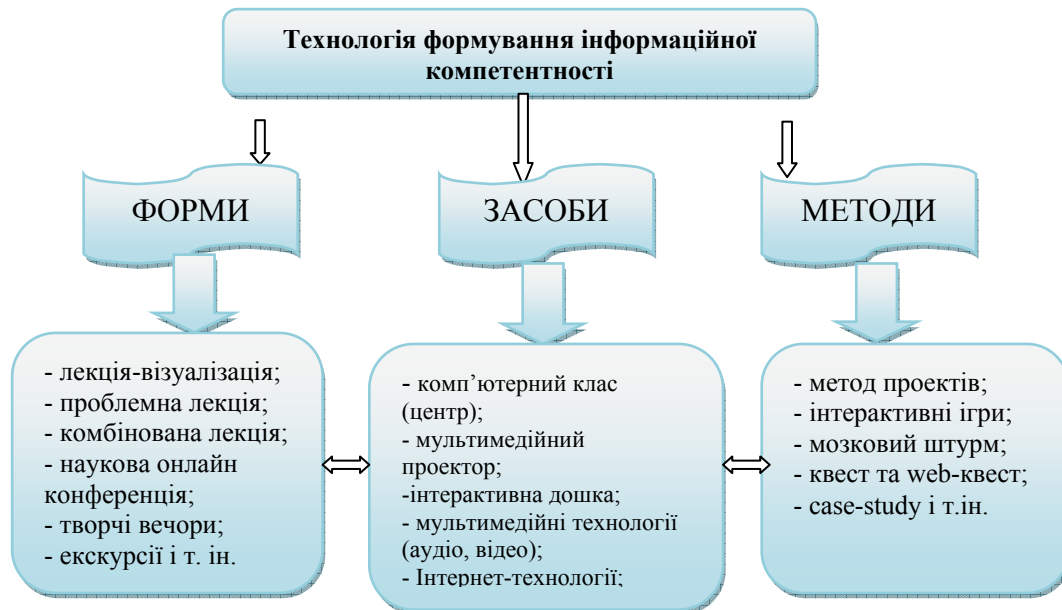 Технологія формування інформаційної
компетентності
ФОРМИ
ЗАСОБИ
МЕТОДИ
- лекція-візуалізація;
- проблемна лекція;
- комбінована лекція;
- наукова онлайн
конференція;
- творчі вечори;
- екскурсії і т. ін.
- комп’ютерний клас
(центр);
- мультимедійний
проектор;
-інтерактивна дошка;
- мультимедійні технології
(аудіо, відео);
- Інтернет-технології;
- метод проектів;
- інтерактивні ігри;
- мозковий штурм;
- квест та web-квест;
- case-study і т.ін.